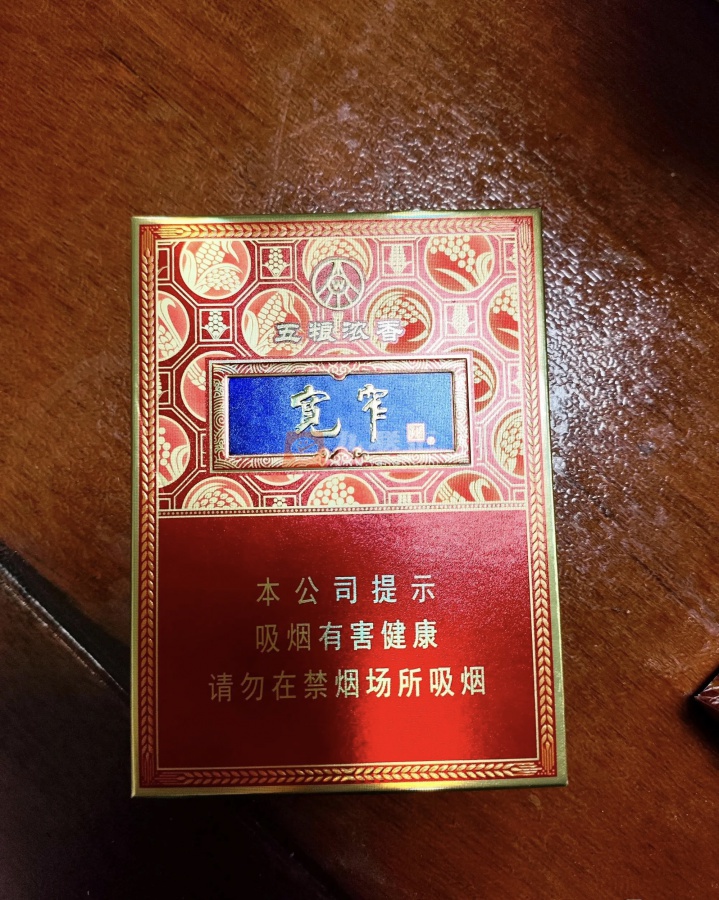 五粮浓香
宽窄
本公司提示
吸烟有害健康
请勿在禁烟场所吸烟